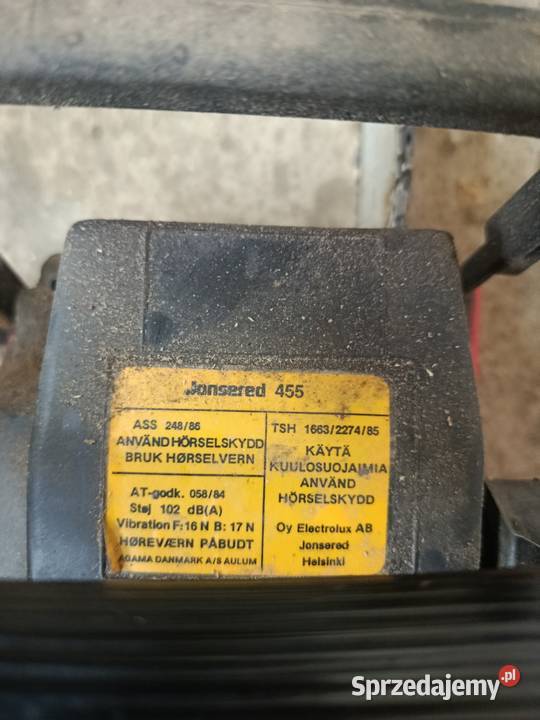 Jonsered 455
ASS 248/86
ANVÄND HÖRSELSKYDD
BRUK HØRSELVERN
AT-godk. 058/84
Støj 102 dB(A)
Vibration F: 16 N B: 17 N
HØREVÆRN PÅBUDT
AGAMA DANMARK A/S AULUM
TSH 1663/2274/85
KÄYTÄ
KUULOSUOJAIMIA
ANVÄND
HÖRSELSKYDD
Oy Electrolux AB
Jonsered
Helsinki
Sprzedajemy.pl